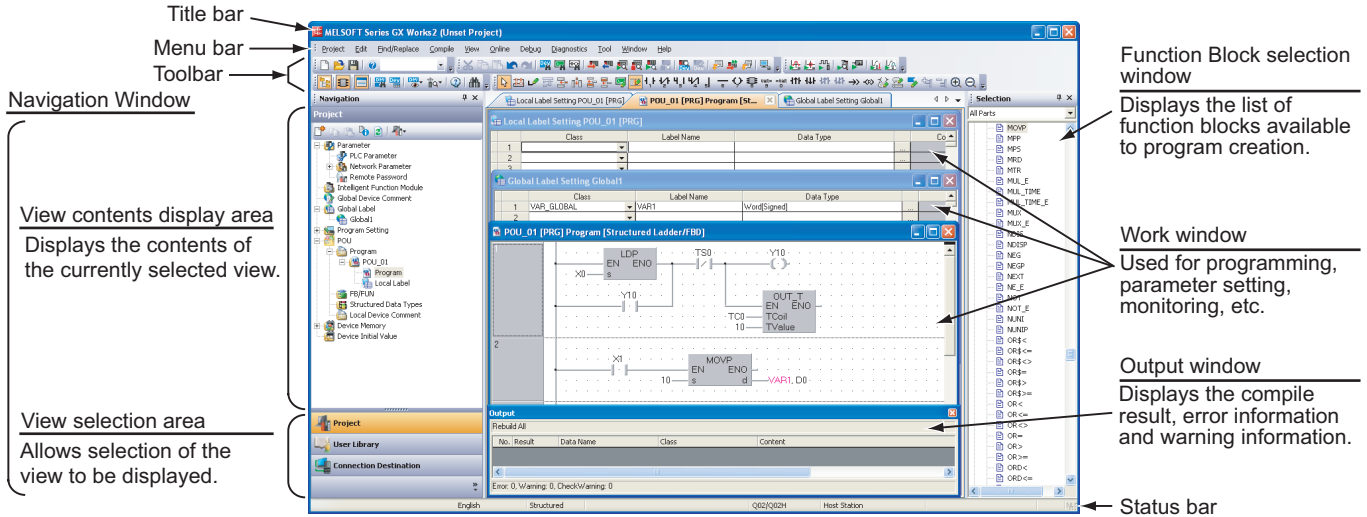 Title bar
Menu bar
Toolbar
Navigation Window
View contents display area
Displays the contents of
the currently selected view.
View selection area
Allows selection of the
view to be displayed.
MELSOFT Series GX Works2 (Unset Project)
Project Edit Find/Replace Compile View Online Debug Diagnostics Tool Window Help
Navigation
Project
Parameter
PLC Parameter
Network Parameter
Remote Password
Intelligent Function Module
Global Device Comment
Global Label
Global1
Program Setting
POU
Program
POU_01
Program
Local Label
FB/FUN
Structured Data Types
Local Device Comment
Device Memory
Device Initial Value
Project
User Library
Connection Destination
Local Label Setting POU_01 [PRG]
POU_01 [PRG] Program [St...
Global Label Setting Global1
Local Label Setting POU_01 [PRG]
Class Label Name Data Type Co
1
2
3
Global Label Setting Global1
Class Label Name Data Type
1 VAR_GLOBAL VAR1 Word[Signed] ...
2
POU_01 [PRG] Program [Structured Ladder/FBD]
1
LDP TS0 Y10
EN ENO
X0 s
Y10
OUT_T
EN ENO
TC0 TCoil
10 TValue
2
X1 MOVP
EN ENO
10 s d VAR1, D0
Output
Rebuild All
No. Result Data Name Class Content
Error: 0, Warning: 0, CheckWarning: 0
English Structured Q02/Q02H Host Station
Selection
All Parts
MOVP
MPP
MPS
MRD
MTR
MUL_E
MUL_TIME
MUL_TIME_E
MUX
MUX_E
NDIS
NDISP
NEG
NEGP
NEXT
NE_E
NOT
NOT_E
NUNI
NUNIP
OR$<
OR$<=
OR$<>
OR$=
OR$>
OR$>=
OR<
OR<=
OR<>
OR=
OR>
OR>=
ORD<
ORD<=
Function Block selection
window
Displays the list of
function blocks available
to program creation.
Work window
Used for programming,
parameter setting,
monitoring, etc.
Output window
Displays the compile
result, error information
and warning information.
Status bar